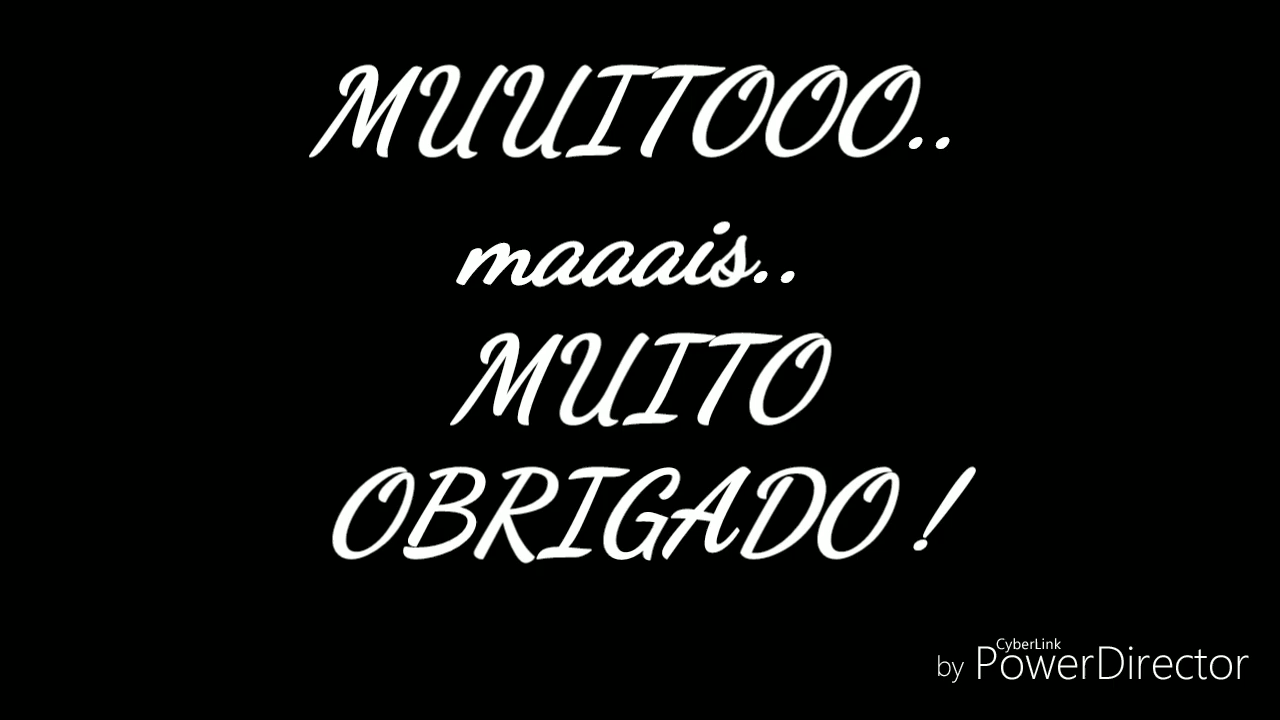 MUUITOOO..
maaais..
MUITO
OBRIGADO !
by CyberLink PowerDirector